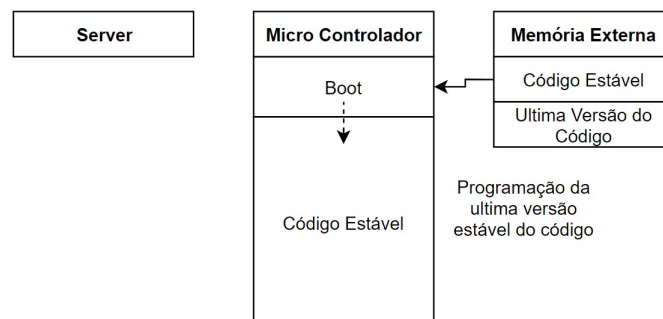 Server
Micro Controlador
Memória Externa
Boot
Código Estável
Ultima Versão do
Código
Código Estável
Programação da
ultima versão
estável do código